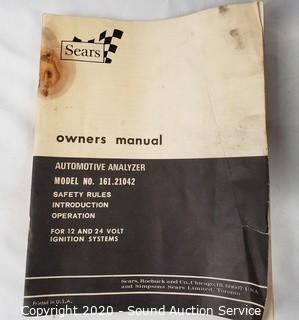 Sears
owners manual
AUTOMOTIVE ANALYZER
MODEL NO. 161.21042
SAFETY RULES
INTRODUCTION
OPERATION
FOR 12 AND 24 VOLT
IGNITION SYSTEMS
Sears, Roebuck and Co., Chicago, Ill. 60607 U.S.A.
and Simpsons Sears Limited, Toronto
Printed in U.S.A.
Copyright 2020 - Sound Auction Service